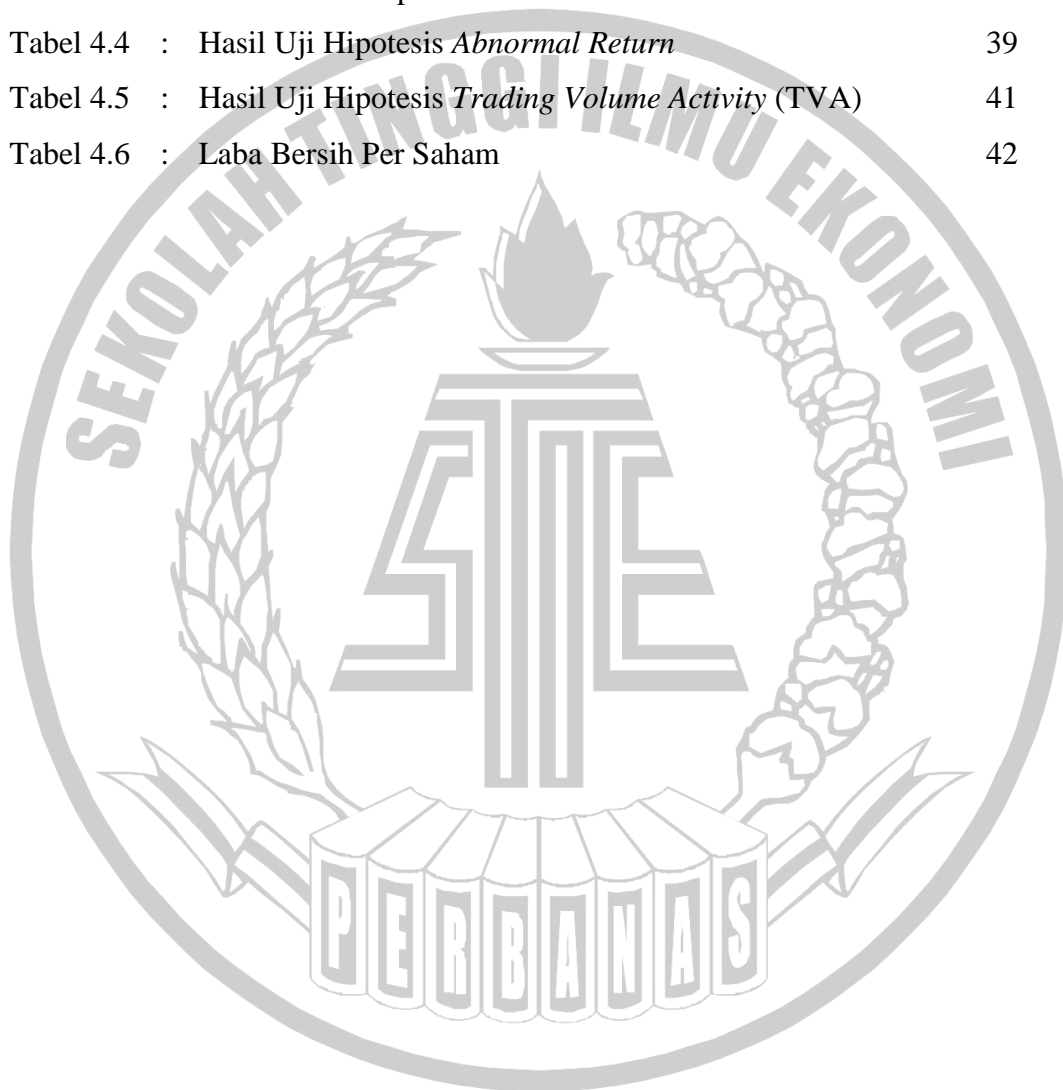 Tabel 4.4 : Hasil Uji Hipotesis Abnormal Return 39
Tabel 4.5 : Hasil Uji Hipotesis Trading Volume Activity (TVA) 41
Tabel 4.6 : Laba Bersih Per Saham 42
SEKOLAH TINGGI ILMU EKONOMI
STIE
PERBANAS